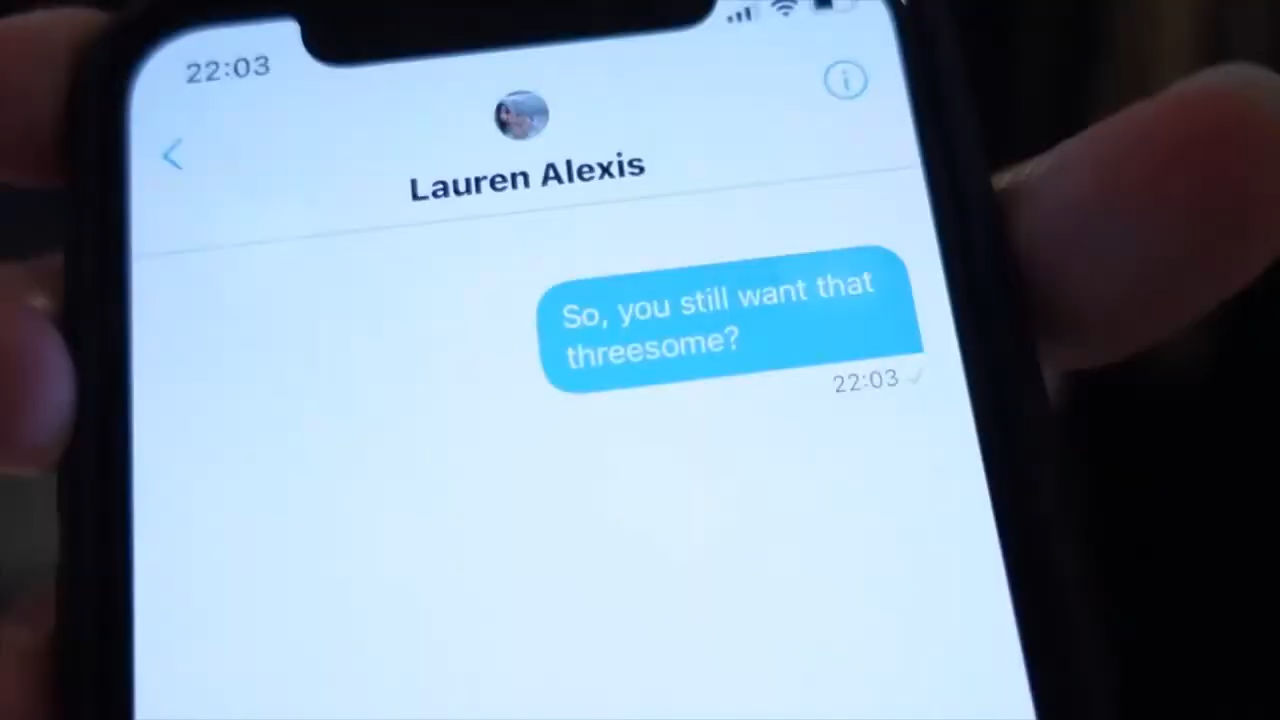 22:03
Lauren Alexis
So, you still want that
threesome?
22:03